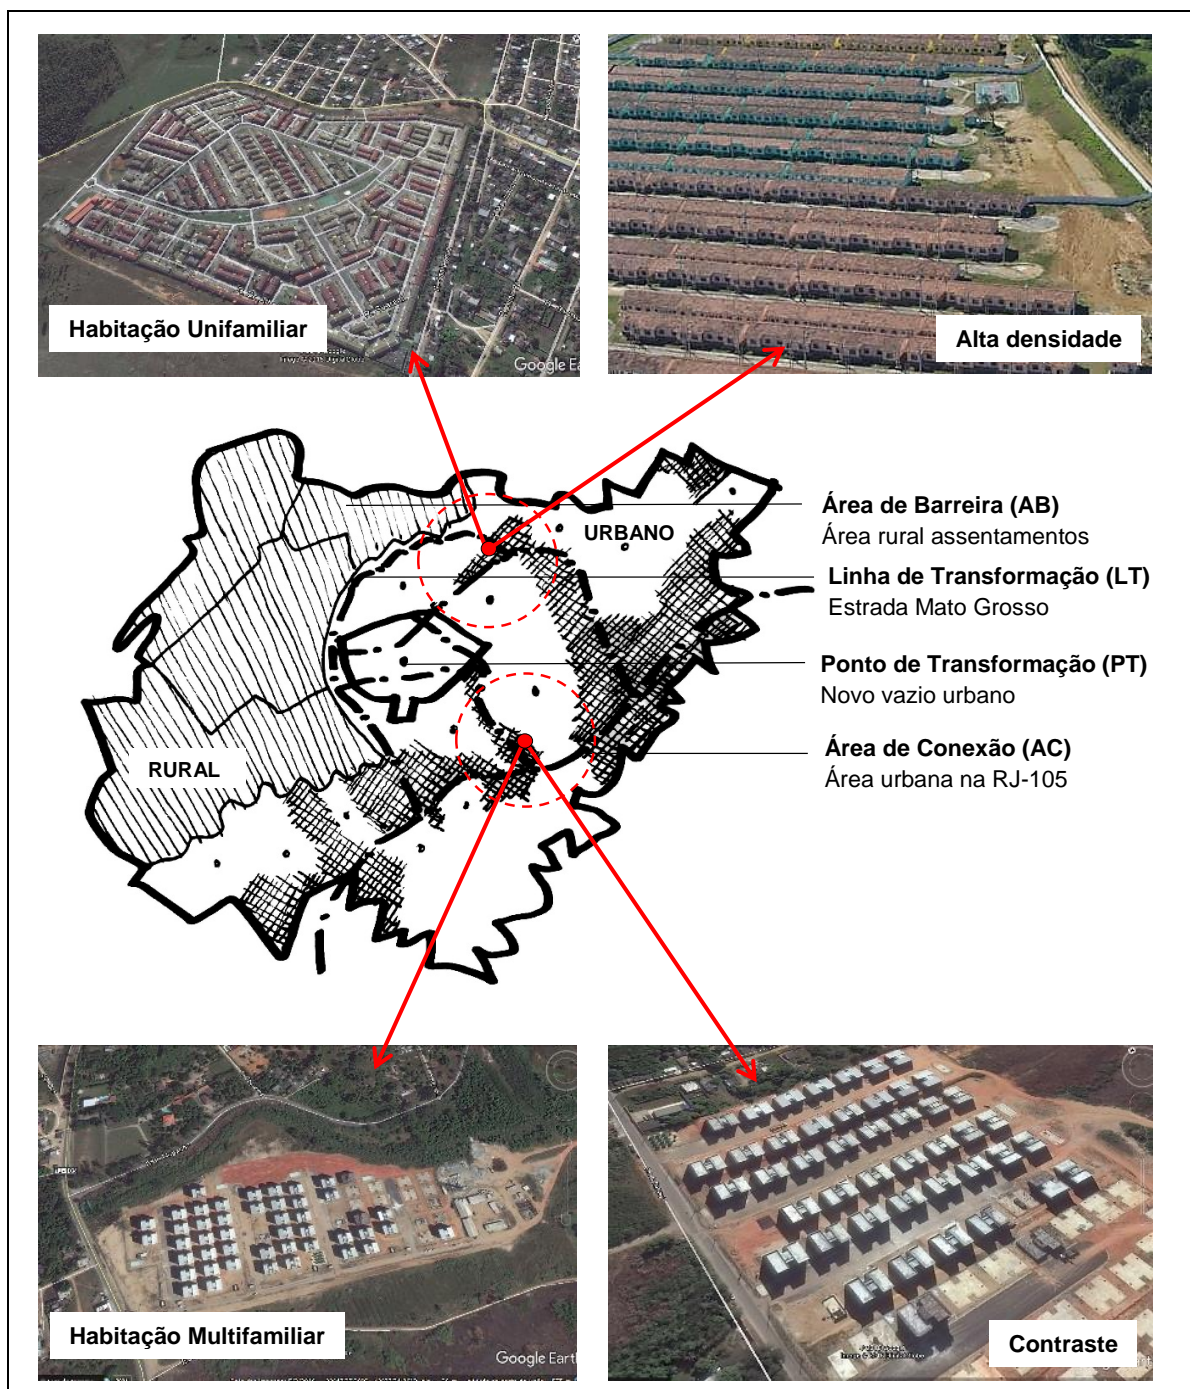 Habitação Unifamiliar
Google Ea
Alta densidade
URBANO
Área de Barreira (AB)
Área rural assentamentos
Linha de Transformação (LT)
Estrada Mato Grosso
Ponto de Transformação (PT)
Novo vazio urbano
RURAL
Área de Conexão (AC)
Área urbana na RJ-105
Habitação Multifamiliar
Google Earth
Contraste